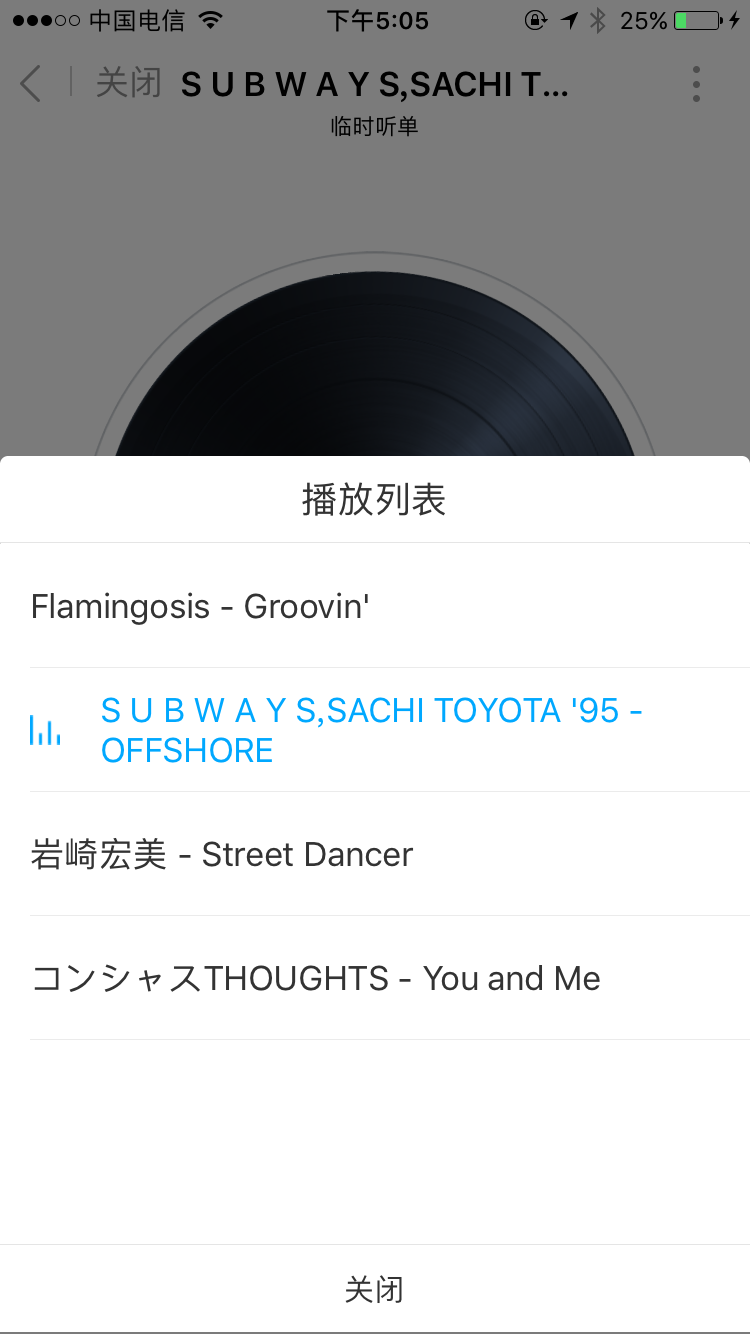 中国电信 下午5:05 25%
关闭 S U B W A Y S,SACHI T...
临时听单
播放列表
Flamingosis - Groovin'
S U B W A Y S,SACHI TOYOTA '95 -
OFFSHORE
岩崎宏美 - Street Dancer
コンシャスTHOUGHTS - You and Me
关闭